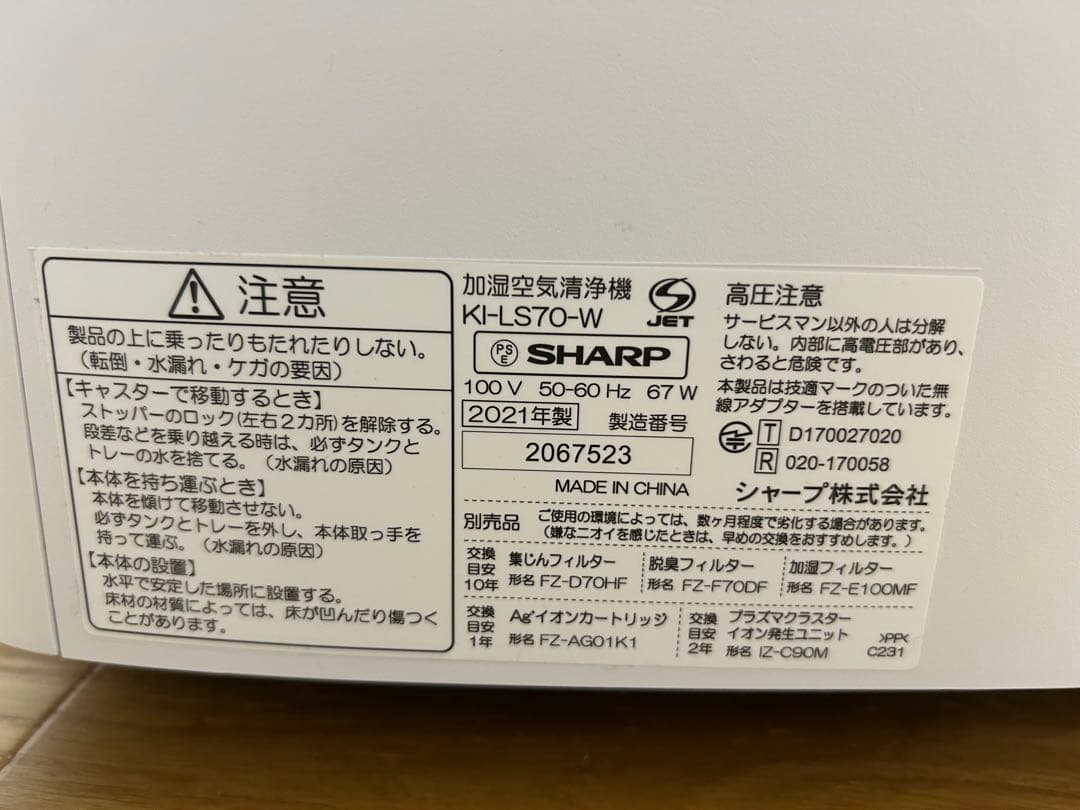 注意
製品の上に乗ったりもたれたりしない。
(転倒・水漏れ・ケガの要因)
【キャスターで移動するとき】
ストッパーのロック(左右2カ所)を解除する。
段差などを乗り越える時は、必ずタンクと
トレーの水を捨てる。(水漏れの原因)
【本体を持ち運ぶとき】
本体を傾けて移動させない。
必ずタンクとトレーを外し、本体取っ手を
持って運ぶ。(水漏れの原因)
【本体の設置】
水平で安定した場所に設置する。
床材の材質によっては、床が凹んだり傷つく
ことがあります。
加湿空気清浄機
KI-LS70-W
JET
PS
E
SHARP
100 V 50-60 Hz 67 W
2021年製 製造番号
2067523
MADE IN CHINA
高圧注意
サービスマン以外の人は分解
しない。内部に高電圧部があり、
さわると危険です。
本製品は技適マークのついた無
線アダプターを搭載しています。
T D170027020
R 020-170058
シャープ株式会社
別売品 ご使用の環境によっては、数ヶ月程度で劣化する場合があります。
(嫌なニオイを感じたときは、早めの交換をおすすめします。)
交換
目安
10年
集じんフィルター
形名 FZ-D70HF
脱臭フィルター
形名 FZ-F70DF
加湿フィルター
形名 FZ-E100MF
交換
目安
1年
Ag⁺イオンカートリッジ
形名 FZ-AG01K1
交換
目安
2年
プラズマクラスター
イオン発生ユニット
形名 IZ-C90M
>PP<
C231